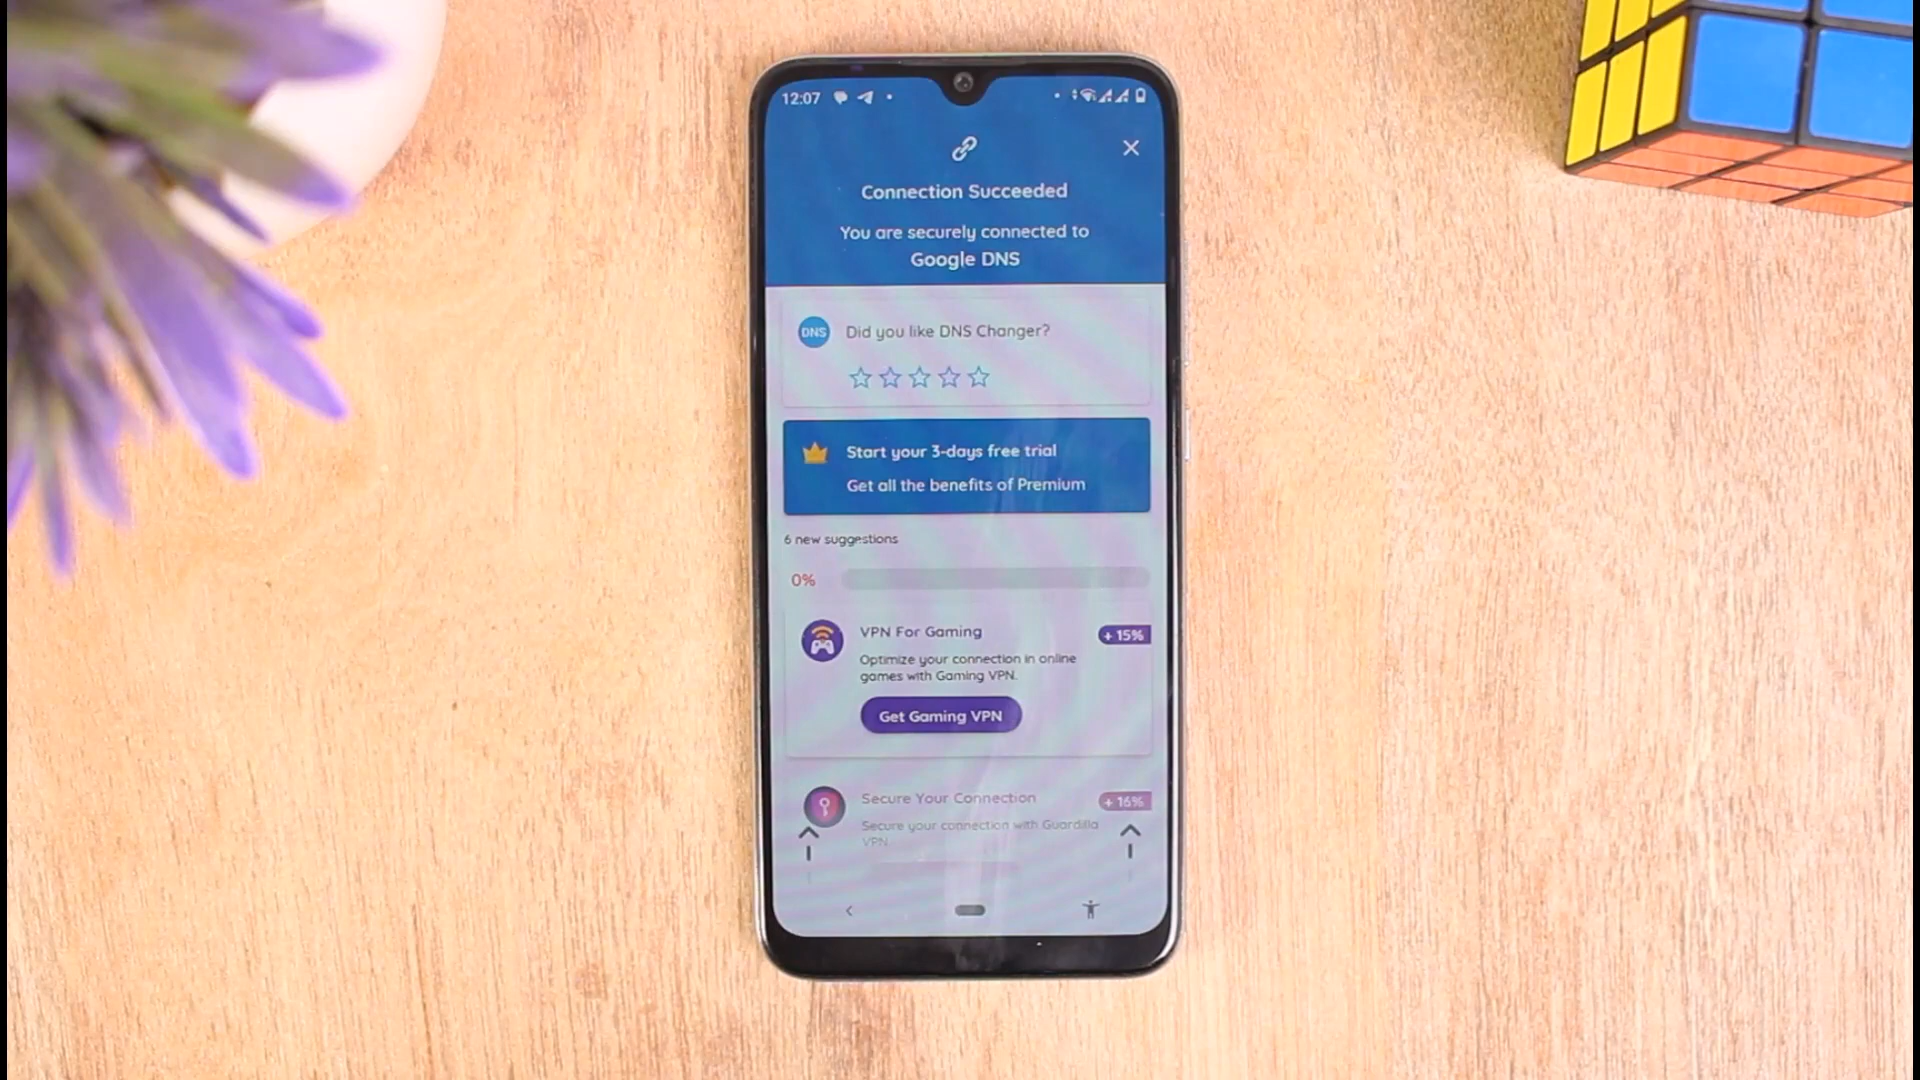 12:07
Connection Succeeded
You are securely connected to
Google DNS
DNS
Did you like DNS Changer?
Start your 3-days free trial
Get all the benefits of Premium
6 new suggestions
0%
VPN For Gaming
+ 15%
Optimize your connection in online
games with Gaming VPN.
Get Gaming VPN
Secure Your Connection
+ 16%
Secure your connection with Guardilla
VPN.